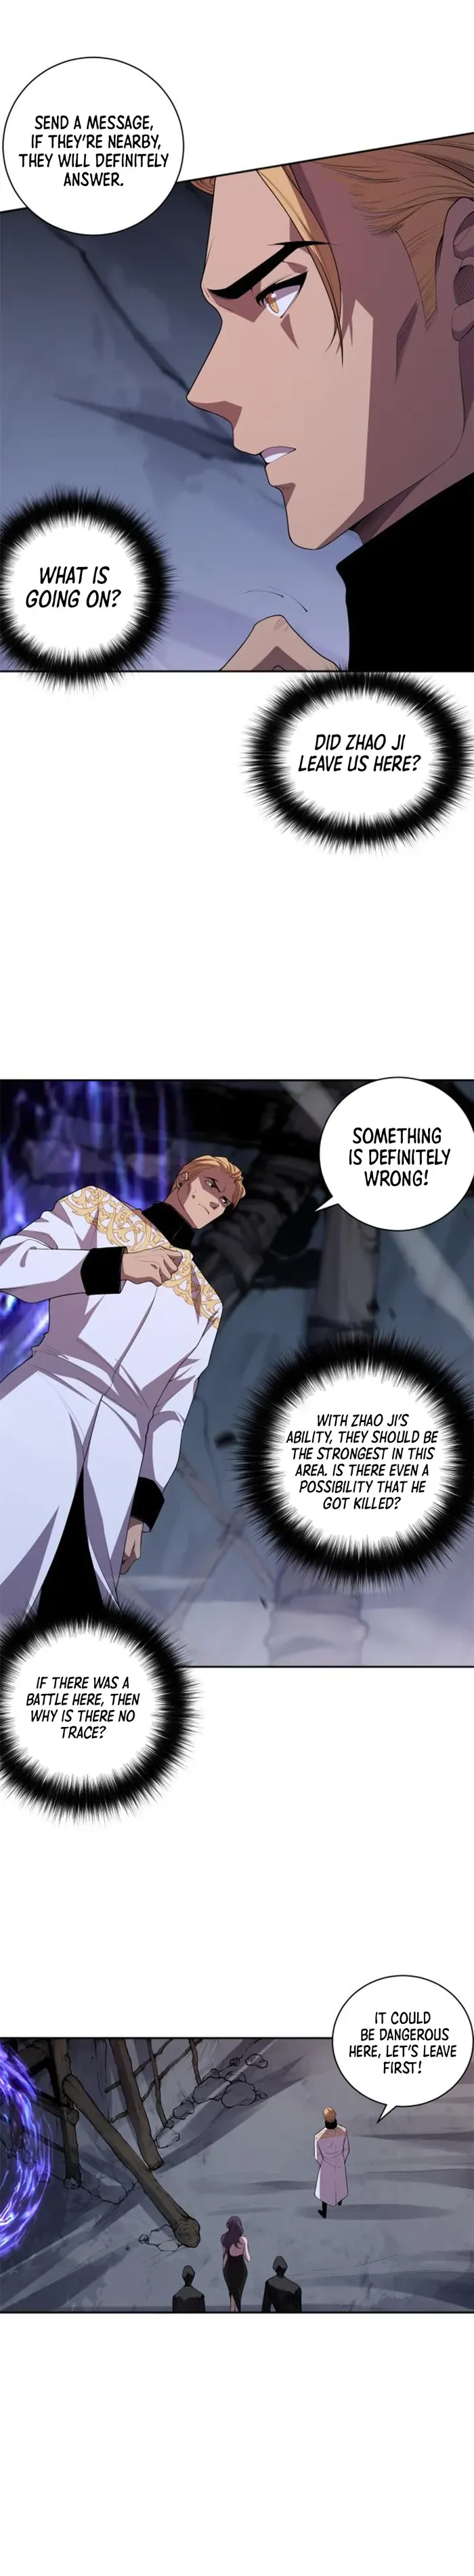 SEND A MESSAGE,
IF THEY'RE NEARBY,
THEY WILL DEFINITELY
ANSWER.
WHAT IS
GOING ON?
DID ZHAO JI
LEAVE US HERE?
SOMETHING
IS DEFINITELY
WRONG!
WITH ZHAO JI'S
ABILITY, THEY SHOULD BE
THE STRONGEST IN THIS
AREA. IS THERE EVEN A
POSSIBILITY THAT HE
GOT KILLED?
IF THERE WAS A
BATTLE HERE, THEN
WHY IS THERE NO
TRACE?
IT COULD
BE DANGEROUS
HERE, LET'S LEAVE
FIRST!